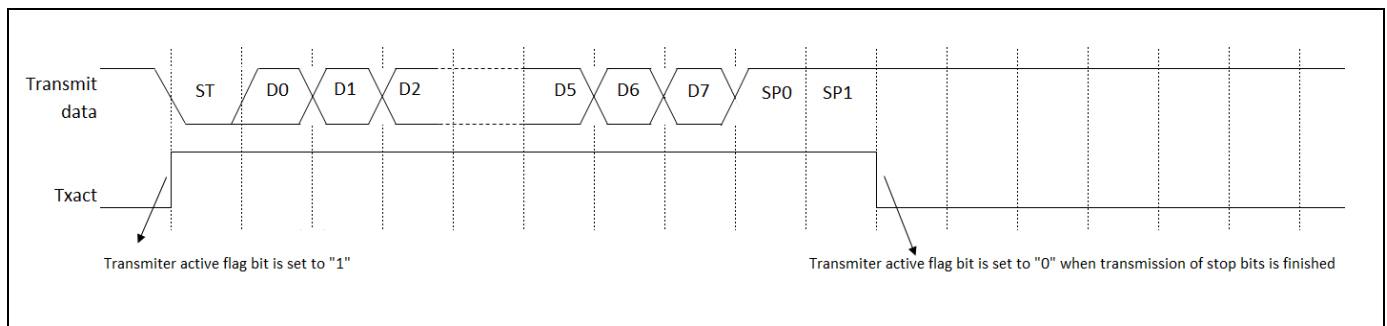 Transmit
data
ST D0 D1 D2 D5 D6 D7 SP0 SP1
Txact
Transmiter active flag bit is set to "1"
Transmiter active flag bit is set to "0" when transmission of stop bits is finished